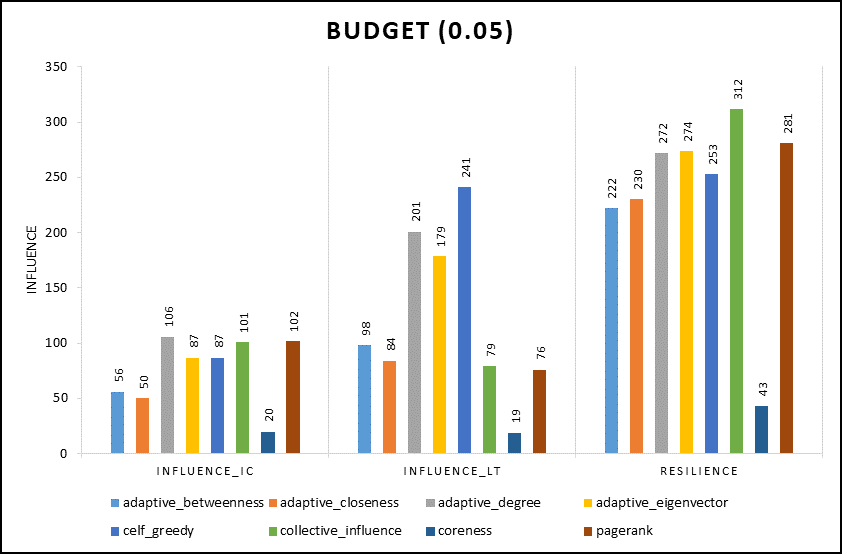 BUDGET (0.05)
INFLUENCE
350
300
250
200
150
100
50
0
56 50 106 87 87 101 20 102
98 84 201 179 241 79 19 76
222 230 272 274 253 312 43 281
INFLUENCE_IC INFLUENCE_LT RESILIENCE
adaptive_betweenness adaptive_closeness adaptive_degree adaptive_eigenvector
celf_greedy collective_influence coreness pagerank